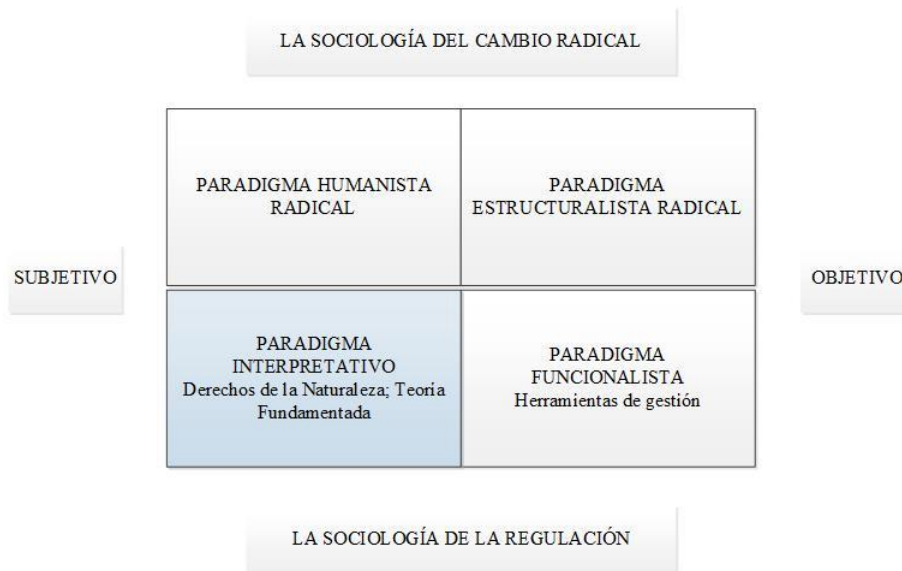 LA SOCIOLOGÍA DEL CAMBIO RADICAL
PARADIGMA HUMANISTA
RADICAL
PARADIGMA
ESTRUCTURALISTA RADICAL
SUBJETIVO
OBJETIVO
PARADIGMA
INTERPRETATIVO
Derechos de la Naturaleza; Teoría
Fundamentada
PARADIGMA
FUNCIONALISTA
Herramientas de gestión
LA SOCIOLOGÍA DE LA REGULACIÓN